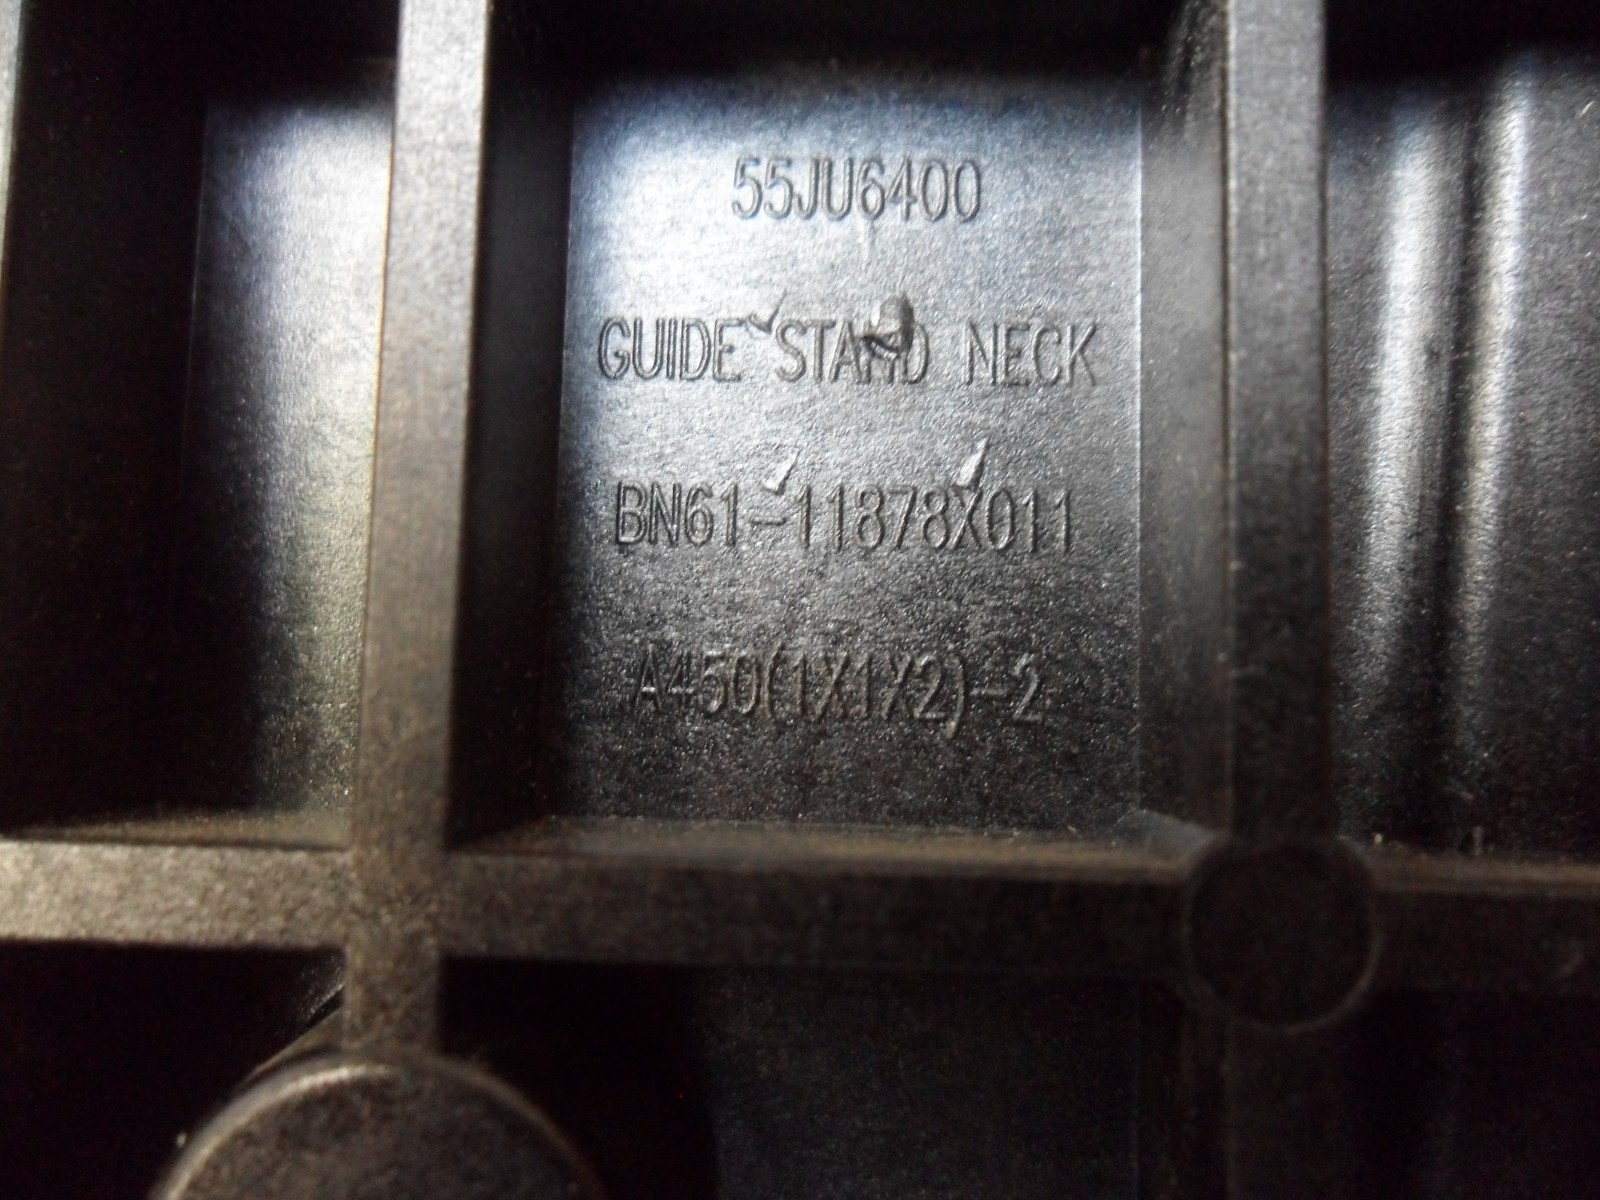 55JU6400
GUIDE STAND NECK
BN61-11878X011
A450(1X1X2)-2